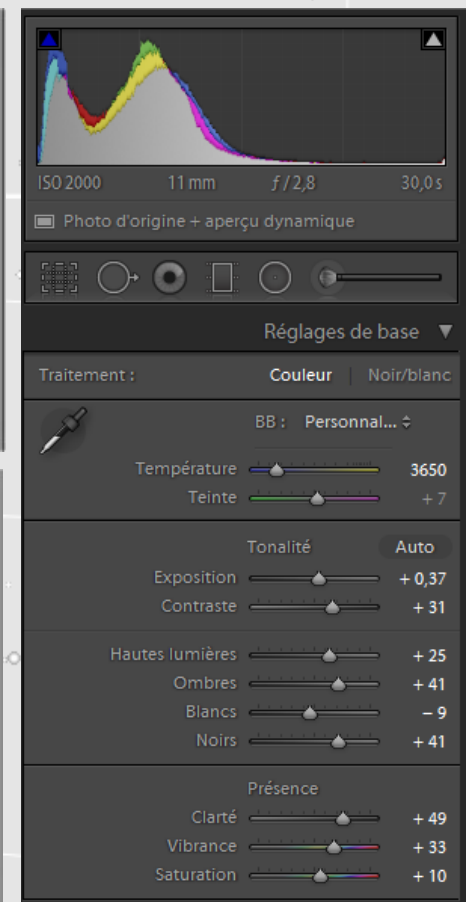 ISO 2000 11 mm ƒ / 2,8 30,0 s
Photo d'origine + aperçu dynamique
Réglages de base
Traitement : Couleur | Noir/blanc
BB : Personnal...
Température 3650
Teinte + 7
Tonalité Auto
Exposition + 0,37
Contraste + 31
Hautes lumières + 25
Ombres + 41
Blancs – 9
Noirs + 41
Présence
Clarté + 49
Vibrance + 33
Saturation + 10